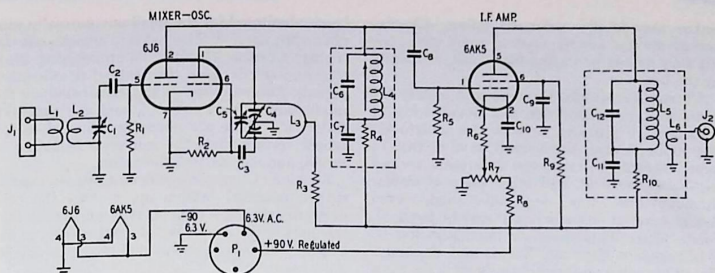 MIXER-OSC.
I.F. AMP.
6J6
6AK5
C2
5
2
1
6
7
J1
L1
L2
C1
R1
R2
C3
C5
C4
L3
R3
C6
L4
C7
R4
C8
1
5
6
7
2
R5
R6
C10
C9
R7
R8
R9
C12
L5
L6
J2
C11
R10
6J6
6AK5
4
3
4
3
-90
6.3 V.
6.3V. A.C.
P1
+90 V. Regulated